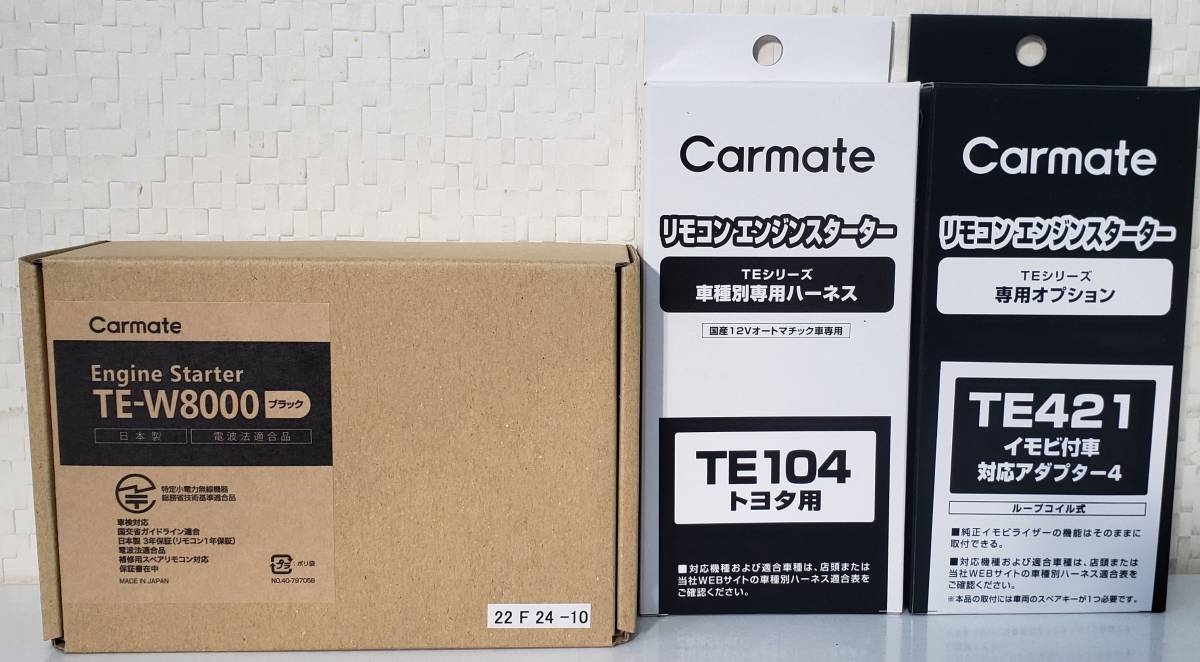 Carmate
Engine Starter
TE-W8000 ブラック
日本製 電波法適合品
特定小電力無線機器
総務省技術基準適合品
車検対応
国交省ガイドライン適合
日本製 3年保証(リモコン1年保証)
電波法適合品
補修用スペアリモコン対応
保証書在中
MADE IN JAPAN
プラ :ポリ袋
NO.40-79705B
22 F 24 -10
Carmate
リモコンエンジンスターター
TEシリーズ
車種別専用ハーネス
国産12Vオートマチック車専用
TE104
トヨタ用
■対応機種および適合車種は、店頭または
当社WEBサイトの車種別ハーネス適合表を
ご確認ください。
Carmate
リモコンエンジンスターター
TEシリーズ
専用オプション
TE421
イモビ付車
対応アダプター4
ループコイル式
■純正イモビライザーの機能はそのままに
取付できる。
■対応機種および適合車種は、店頭または
当社WEBサイトの車種別ハーネス適合表を
ご確認ください。
※本品の取付には車両のスペアキーが1つ必要です。